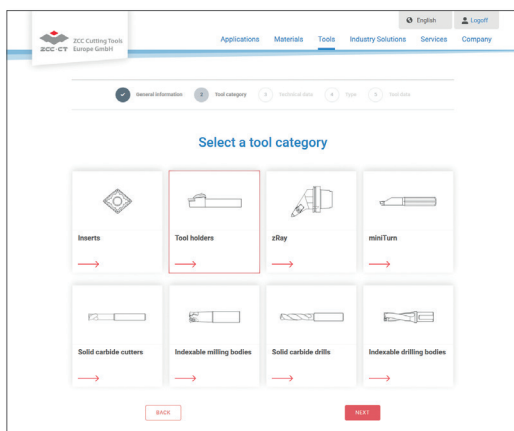 English
Logoff
ZCC-CT
ZCC Cutting Tools
Europe GmbH
Applications
Materials
Tools
Industry Solutions
Services
Company
General Information
2
Tool category
3
Technical data
4
Type
5
Tool data
Select a tool category
Inserts
Tool holders
zRay
miniTurn
Solid carbide cutters
Indexable milling bodies
Solid carbide drills
Indexable drilling bodies
BACK
NEXT